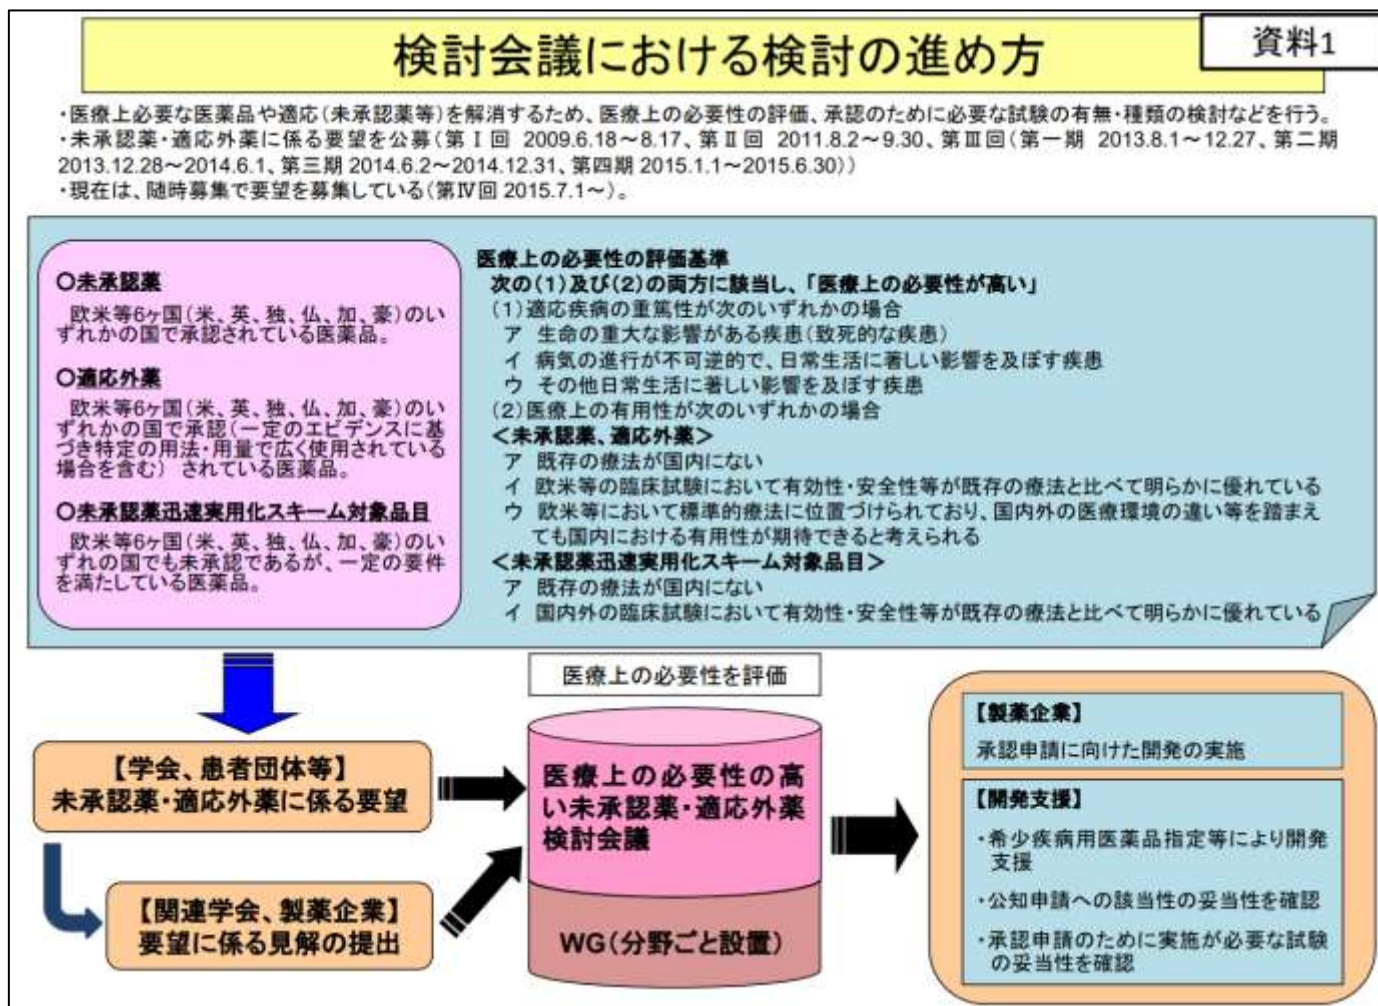 検討会議における検討の進め方
資料1
・医療上必要な医薬品や適応(未承認薬等)を解消するため、医療上の必要性の評価、承認のために必要な試験の有無・種類の検討などを行う。
・未承認薬・適応外薬に係る要望を公募(第Ⅰ回 2009.6.18～8.17、第Ⅱ回 2011.8.2～9.30、第Ⅲ回(第一期 2013.8.1～12.27、第二期
2013.12.28～2014.6.1、第三期 2014.6.2～2014.12.31、第四期 2015.1.1～2015.6.30))
・現在は、随時募集で要望を募集している(第Ⅳ回 2015.7.1～)。
○未承認薬
欧米等6ヶ国(米、英、独、仏、加、豪)のい
ずれかの国で承認されている医薬品。
○適応外薬
欧米等6ヶ国(米、英、独、仏、加、豪)のい
ずれかの国で承認(一定のエビデンスに基
づき特定の用法・用量で広く使用されている
場合を含む) されている医薬品。
○未承認薬迅速実用化スキーム対象品目
欧米等6ヶ国(米、英、独、仏、加、豪)のい
ずれの国でも未承認であるが、一定の要件
を満たしている医薬品。
医療上の必要性の評価基準
次の(1)及び(2)の両方に該当し、「医療上の必要性が高い」
(1)適応疾病の重篤性が次のいずれかの場合
ア 生命の重大な影響がある疾患(致死的な疾患)
イ 病気の進行が不可逆的で、日常生活に著しい影響を及ぼす疾患
ウ その他日常生活に著しい影響を及ぼす疾患
(2)医療上の有用性が次のいずれかの場合
＜未承認薬、適応外薬＞
ア 既存の療法が国内にない
イ 欧米等の臨床試験において有効性・安全性等が既存の療法と比べて明らかに優れている
ウ 欧米等において標準的療法に位置づけられており、国内外の医療環境の違い等を踏まえ
ても国内における有用性が期待できると考えられる
＜未承認薬迅速実用化スキーム対象品目＞
ア 既存の療法が国内にない
イ 国内外の臨床試験において有効性・安全性等が既存の療法と比べて明らかに優れている
医療上の必要性を評価
【学会、患者団体等】
未承認薬・適応外薬に係る要望
【関連学会、製薬企業】
要望に係る見解の提出
医療上の必要性の高
い未承認薬・適応外薬
検討会議
WG(分野ごと設置)
【製薬企業】
承認申請に向けた開発の実施
【開発支援】
・希少疾病用医薬品指定等により開発
支援
・公知申請への該当性の妥当性を確認
・承認申請のために実施が必要な試験
の妥当性を確認